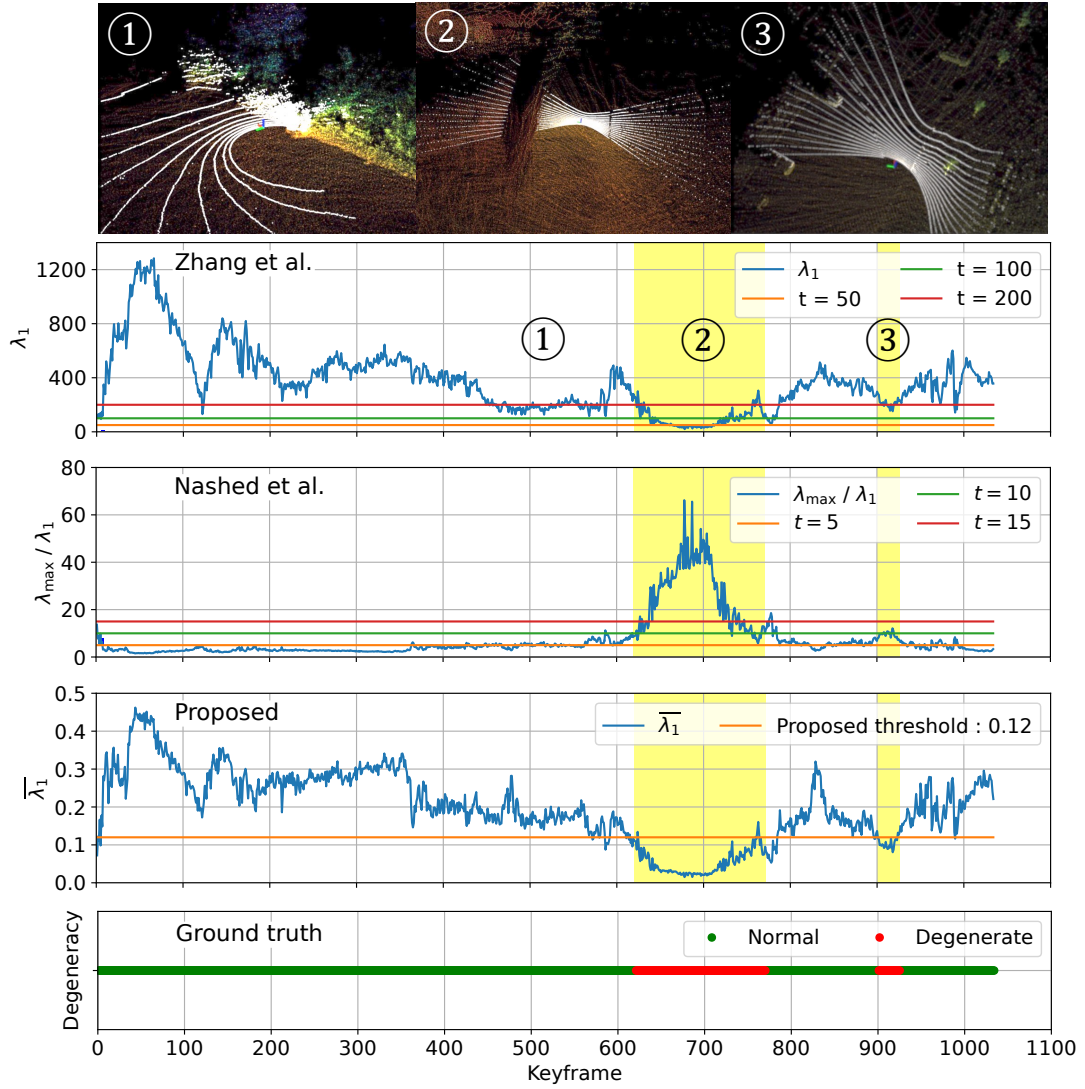 ① ② ③
Zhang et al.
λ₁
t = 50
t = 100
t = 200
① ② ③
1200
800
400
0
λ₁
Nashed et al.
λmax / λ₁
t = 5
t = 10
t = 15
80
60
40
20
0
λmax / λ₁
Proposed
λ₁̅
Proposed threshold : 0.12
0.5
0.4
0.3
0.2
0.1
0.0
λ₁̅
Ground truth
Normal
Degenerate
Degeneracy
0 100 200 300 400 500 600 700 800 900 1000 1100
Keyframe